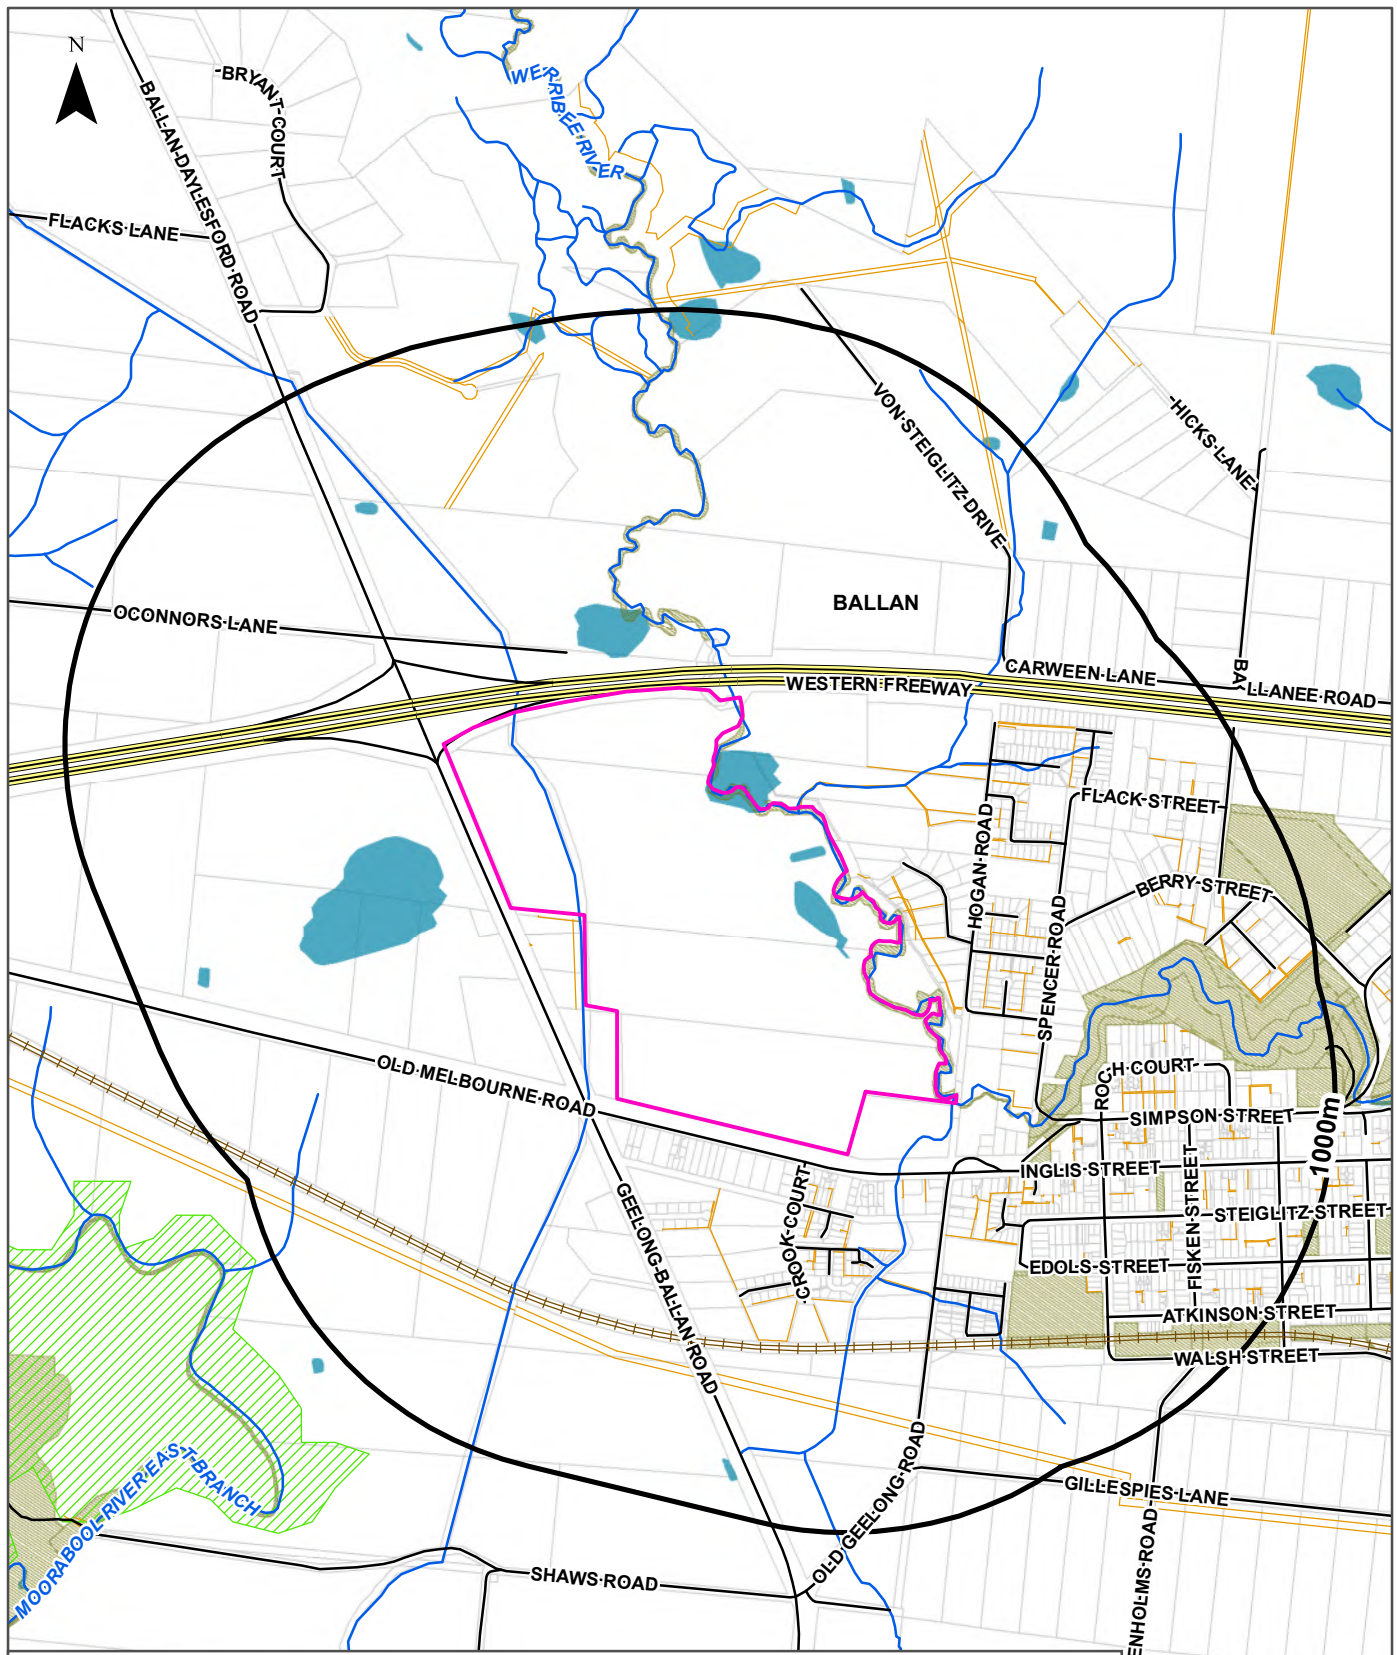 N
WERRIBEE RIVER
BRYANT COURT
BALLAN-DAYLESFORD ROAD
FLACKS LANE
VON STEIGLITZ DRIVE
HICKS LANE
OCONNORS LANE
BALLAN
CARWEEN LANE
BALLANEE ROAD
WESTERN FREEWAY
FLACK STREET
HOGAN ROAD
BERRY STREET
SPENCER ROAD
OLD MELBOURNE ROAD
ROCH COURT
SIMPSON STREET
1000m
INGLIS STREET
FISKEN STREET
STEIGLITZ STREET
CROOK COURT
GEELONG-BALLAN ROAD
EDOLS STREET
ATKINSON STREET
WALSH STREET
MOORABOOL RIVER EAST BRANCH
OLD GEELONG ROAD
GILLESPIES LANE
SHAWS ROAD
ENHOLMS ROAD